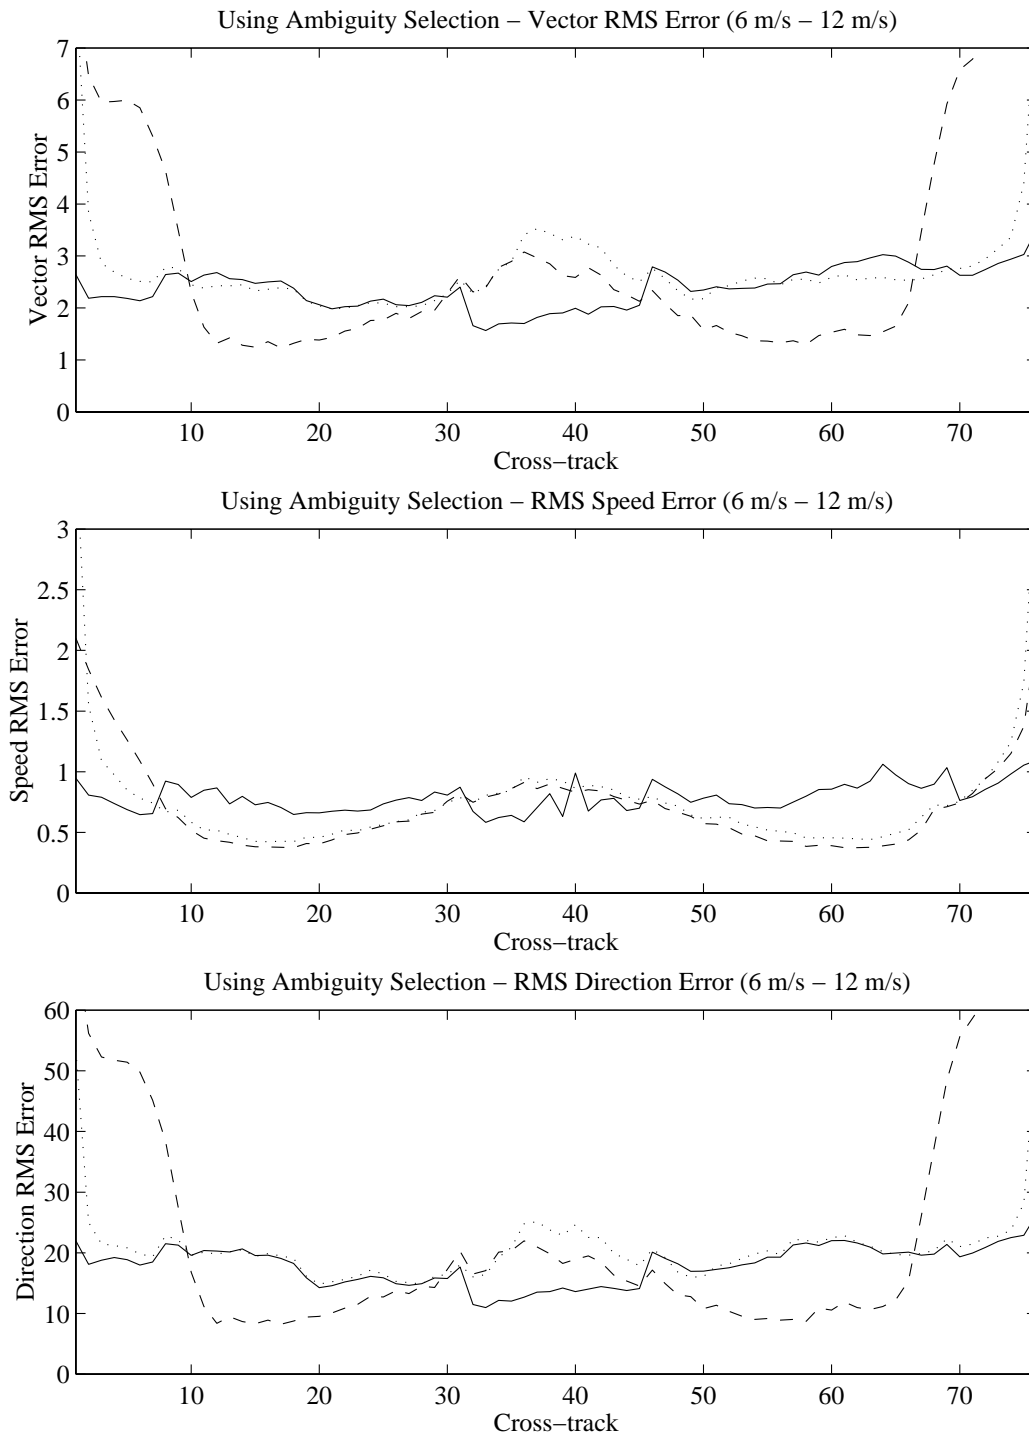 Using Ambiguity Selection − Vector RMS Error (6 m/s − 12 m/s)
7
6
5
4
3
2
1
0
Vector RMS Error
10 20 30 40 50 60 70
Cross−track
Using Ambiguity Selection − RMS Speed Error (6 m/s − 12 m/s)
3
2.5
2
1.5
1
0.5
0
Speed RMS Error
10 20 30 40 50 60 70
Cross−track
Using Ambiguity Selection − RMS Direction Error (6 m/s − 12 m/s)
60
50
40
30
20
10
0
Direction RMS Error
10 20 30 40 50 60 70
Cross−track